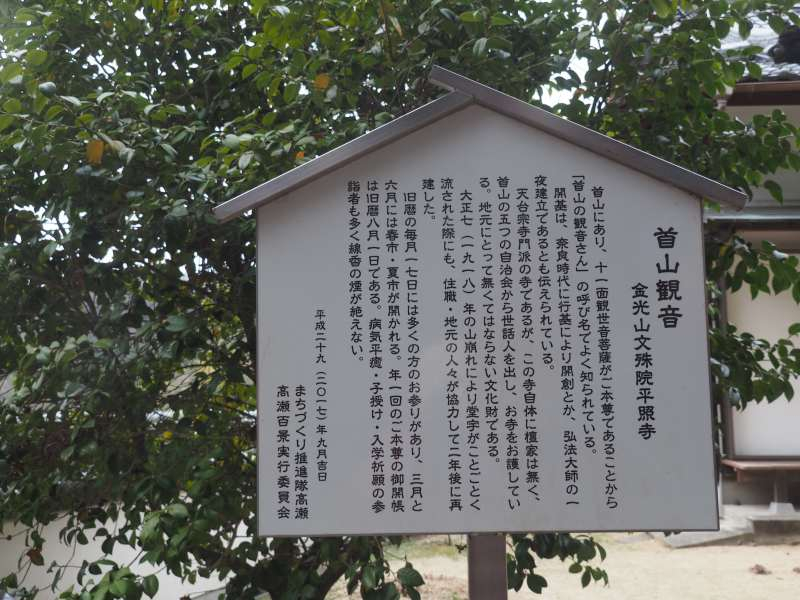 首山観音
金光山文殊院平照寺
首山にあり、十一面観世音菩薩がご本尊であることから
「首山の観音さん」の呼び名でよく知られている。
開基は、奈良時代に行基により開創とか、弘法大師の一
夜建立であるとも伝えられている。
天台宗寺門派の寺であるが、この寺自体に檀家は無く、
首山の五つの自治会から世話人を出し、お寺をお護してい
る。地元にとって無くてはならない文化財である。
大正七（一九一八）年の山崩れにより堂宇がことごとく
流された際にも、住職・地元の人々が協力して二年後に再
建した。
旧暦の毎月一七日には多くの方のお参りがあり、三月と
六月には春市・夏市が開かれる。年一回のご本尊の御開帳
は旧暦八月一日である。病気平癒・子授け・入学祈願の参
詣者も多く線香の煙が絶えない。
平成二十九（二〇一七）年九月吉日
まちづくり推進隊高瀬
高瀬百景実行委員会